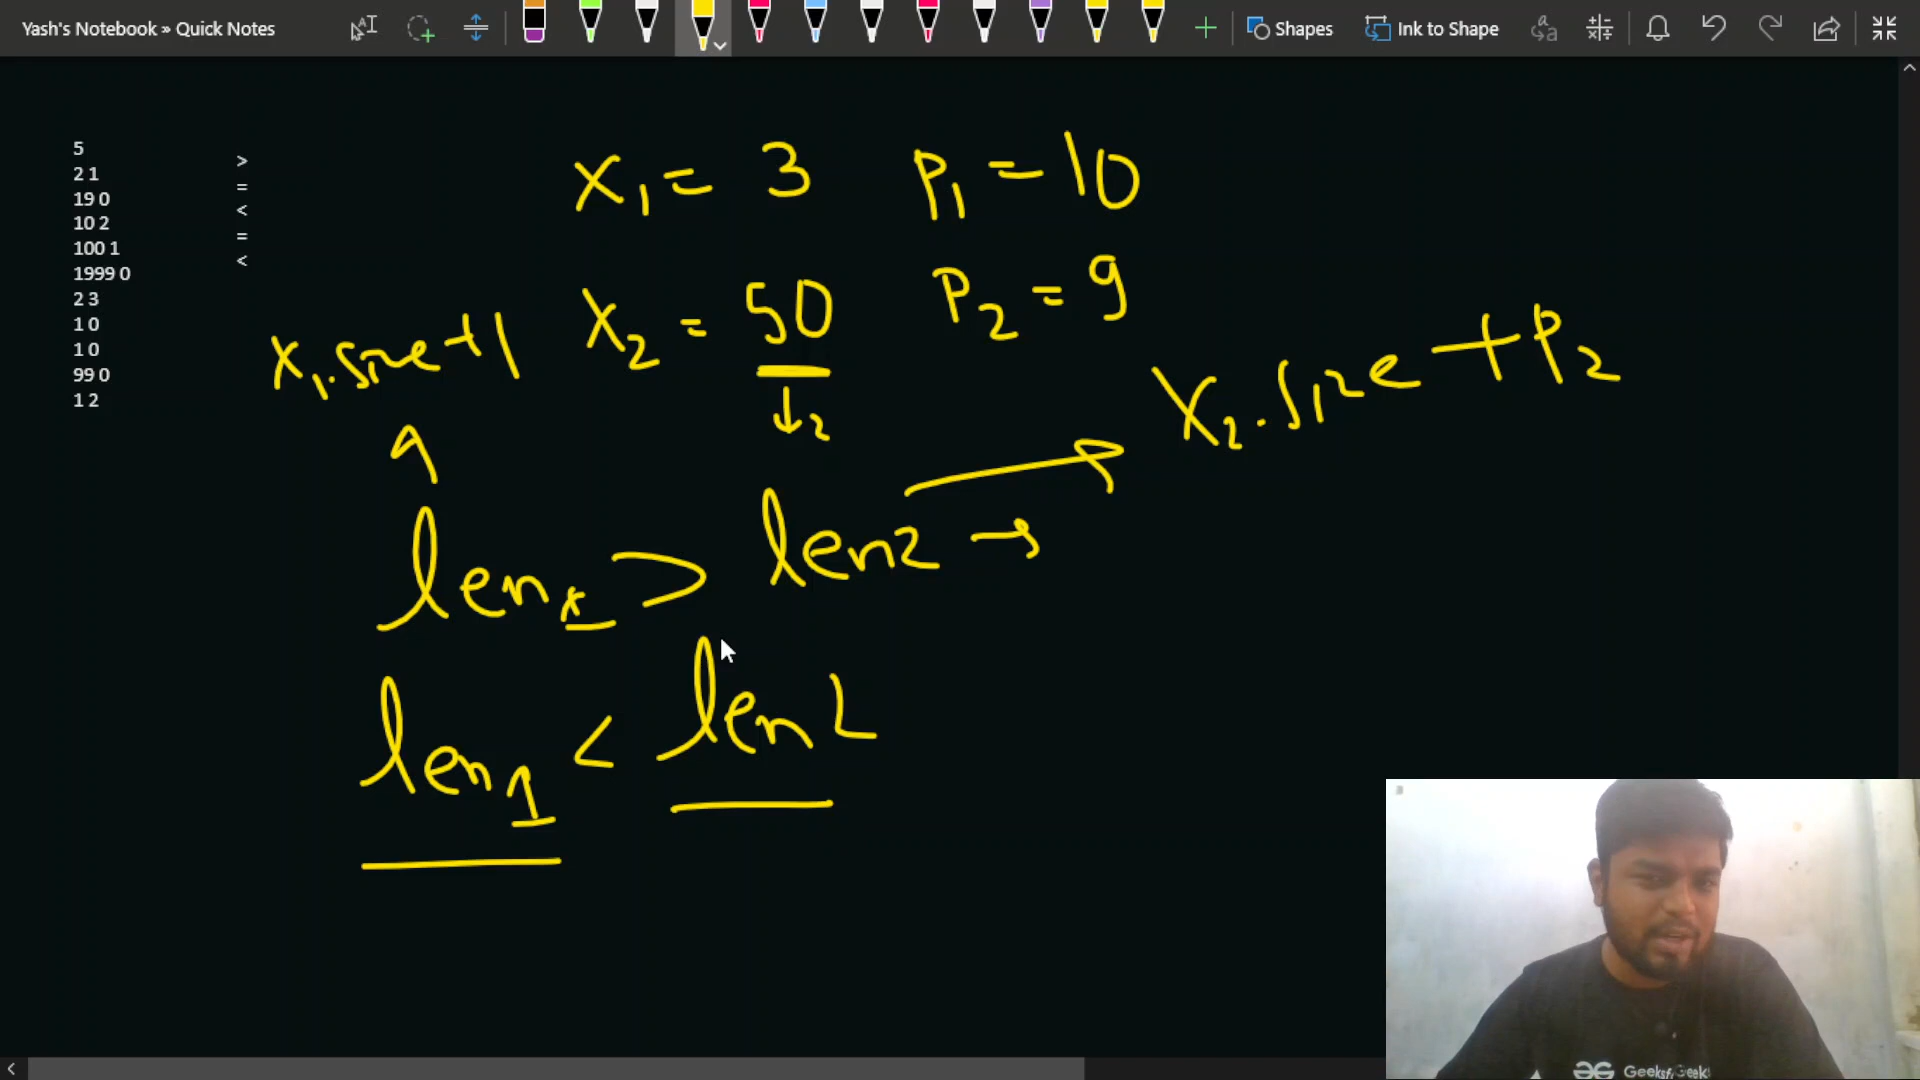 Yash's Notebook » Quick Notes
Shapes
Ink to Shape
5
2 1
19 0
10 2
100 1
1999 0
2 3
1 0
1 0
99 0
1 2
>
=
<
=
<
x1 = 3 P1 = 10
x2 = 50 P2 = 9
↓2
x1.size+1
x2.size + P2
len1 > len2 →
len1 < len2
GeeksforGeeks